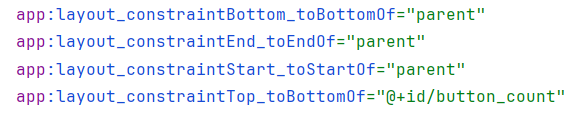 app:layout_constraintBottom_toBottomOf="parent"
app:layout_constraintEnd_toEndOf="parent"
app:layout_constraintStart_toStartOf="parent"
app:layout_constraintTop_toBottomOf="@+id/button_count"